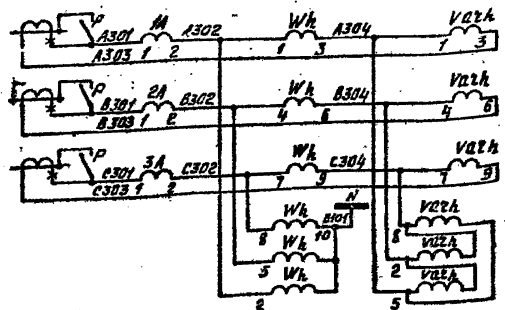 P A301 1A A302 Wh A304 Varh
1 2 1 3 1 3
A303
P B301 2A B302 Wh B304 Varh
1 2 4 6 4 6
B303
P C301 3A C302 Wh C304 Varh
1 2 7 9 7 9
C303
Wh N Varh
8 10 B101 8
Wh Varh
5 2
Wh Varh
2 5